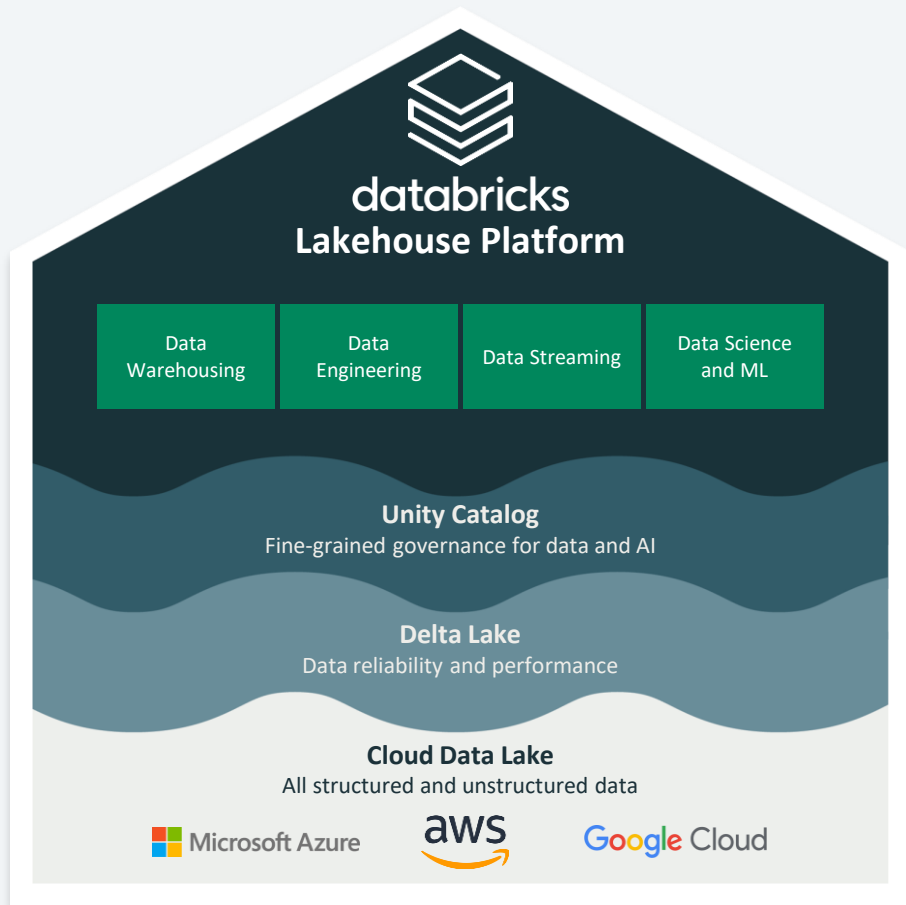 databricks
Lakehouse Platform
Data
Warehousing
Data
Engineering
Data Streaming
Data Science
and ML
Unity Catalog
Fine-grained governance for data and AI
Delta Lake
Data reliability and performance
Cloud Data Lake
All structured and unstructured data
Microsoft Azure
aws
Google Cloud